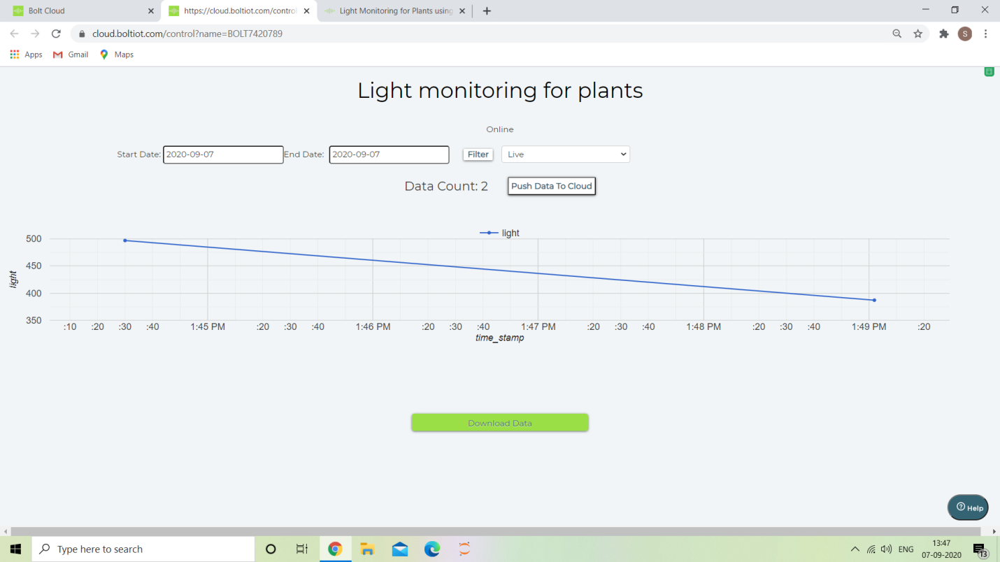 Bolt Cloud
https://cloud.boltiot.com/control
Light Monitoring for Plants using
cloud.boltiot.com/control?name=BOLT7420789
S
Apps
Gmail
Maps
Light monitoring for plants
Online
Start Date: 2020-09-07 End Date: 2020-09-07 Filter Live
Data Count: 2 Push Data To Cloud
light
500
450
400
350
light
:10 :20 :30 :40 1:45 PM :20 :30 :40 1:46 PM :20 :30 :40 1:47 PM :20 :30 :40 1:48 PM :20 :30 :40 1:49 PM :20
time_stamp
Download Data
Help
Type here to search
ENG
13:47
07-09-2020
13